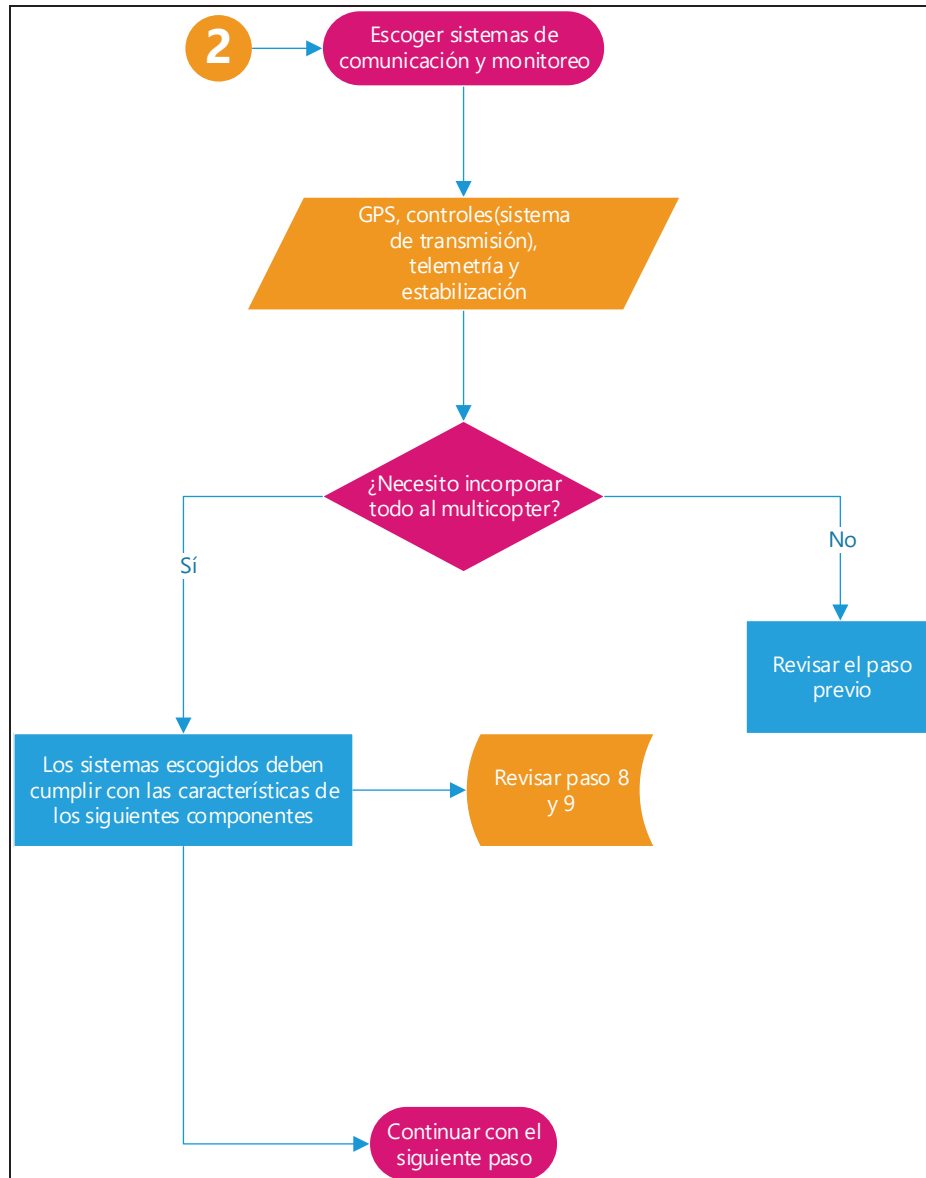 2
Escoger sistemas de
comunicación y monitoreo
GPS, controles(sistema
de transmisión),
telemetría y
estabilización
¿Necesito incorporar
todo al multicopter?
Sí
No
Revisar el paso
previo
Los sistemas escogidos deben
cumplir con las características de
los siguientes componentes
Revisar paso 8
y 9
Continuar con el
siguiente paso